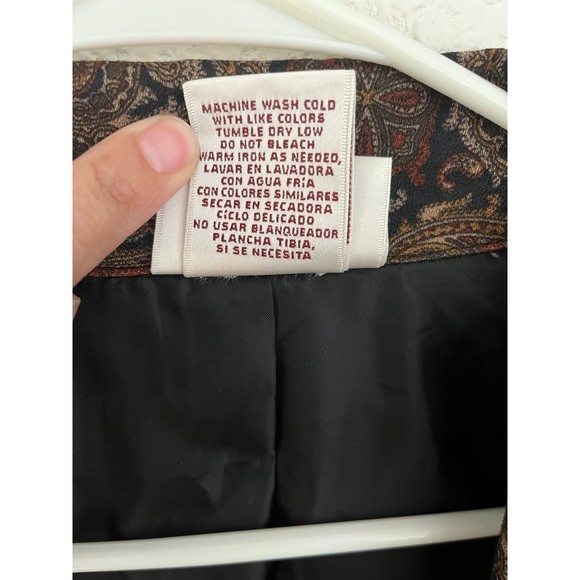 MACHINE WASH COLD
WITH LIKE COLORS
TUMBLE DRY LOW
DO NOT BLEACH
WARM IRON AS NEEDED,
LAVAR EN LAVADORA
CON AGUA FRÍA
CON COLORES SIMILARES
SECAR EN SECADORA
CICLO DELICADO
NO USAR BLANQUEADOR
PLANCHA TIBIA,
SI SE NECESITA